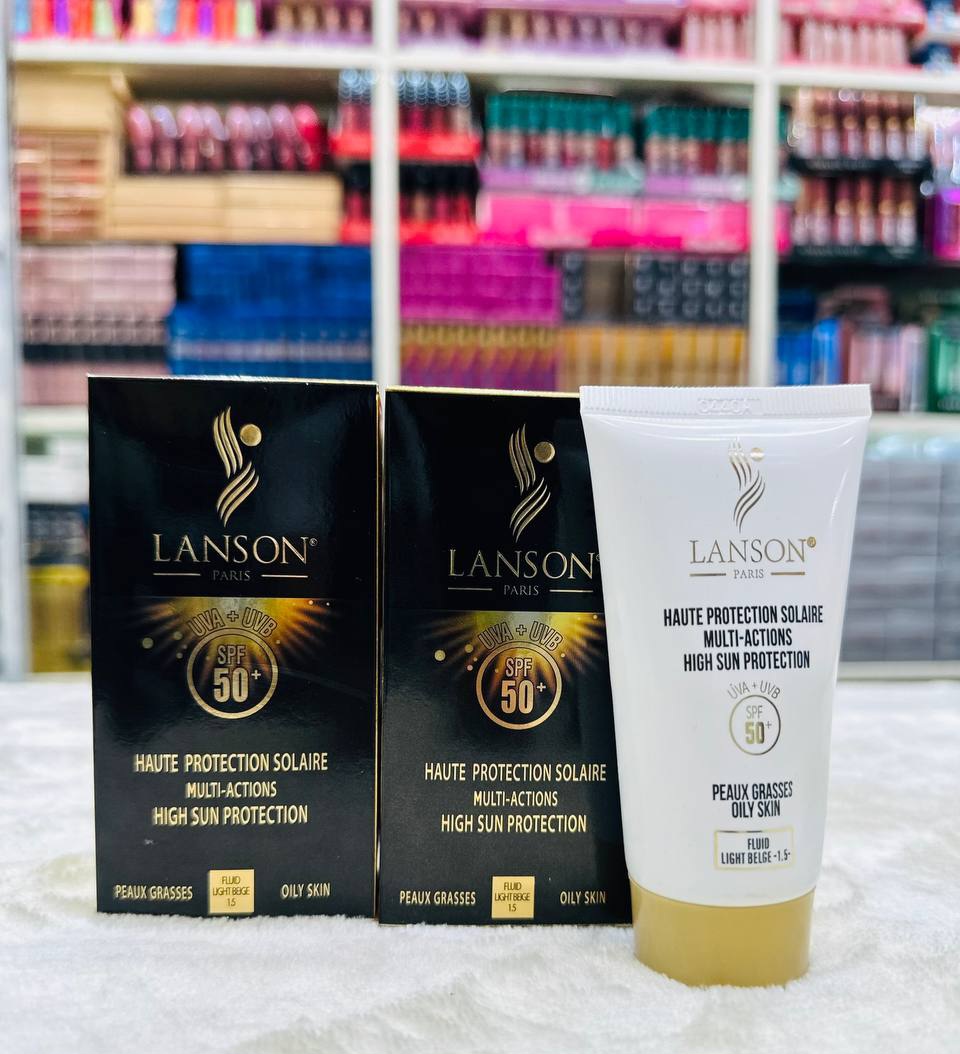 LANSON®
PARIS
UVA + UVB
SPF
50+
HAUTE PROTECTION SOLAIRE
MULTI-ACTIONS
HIGH SUN PROTECTION
PEAUX GRASSES
FLUID
LIGHT BEIGE
1.5
OILY SKIN
LANSON®
PARIS
UVA + UVB
SPF
50+
HAUTE PROTECTION SOLAIRE
MULTI-ACTIONS
HIGH SUN PROTECTION
PEAUX GRASSES
FLUID
LIGHT BEIGE
1.5
OILY SKIN
LANSON®
PARIS
HAUTE PROTECTION SOLAIRE
MULTI-ACTIONS
HIGH SUN PROTECTION
UVA + UVB
SPF
50+
PEAUX GRASSES
OILY SKIN
FLUID
LIGHT BEIGE -1.5-